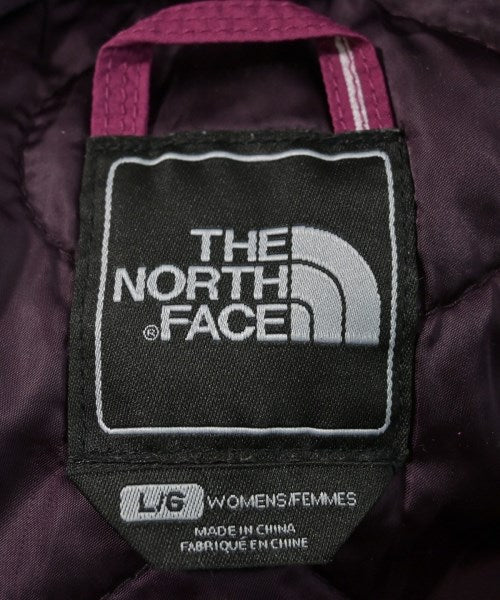 THE
NORTH
®FACE
L/G WOMENS/FEMMES
MADE IN CHINA
FABRIQUÉ EN CHINE